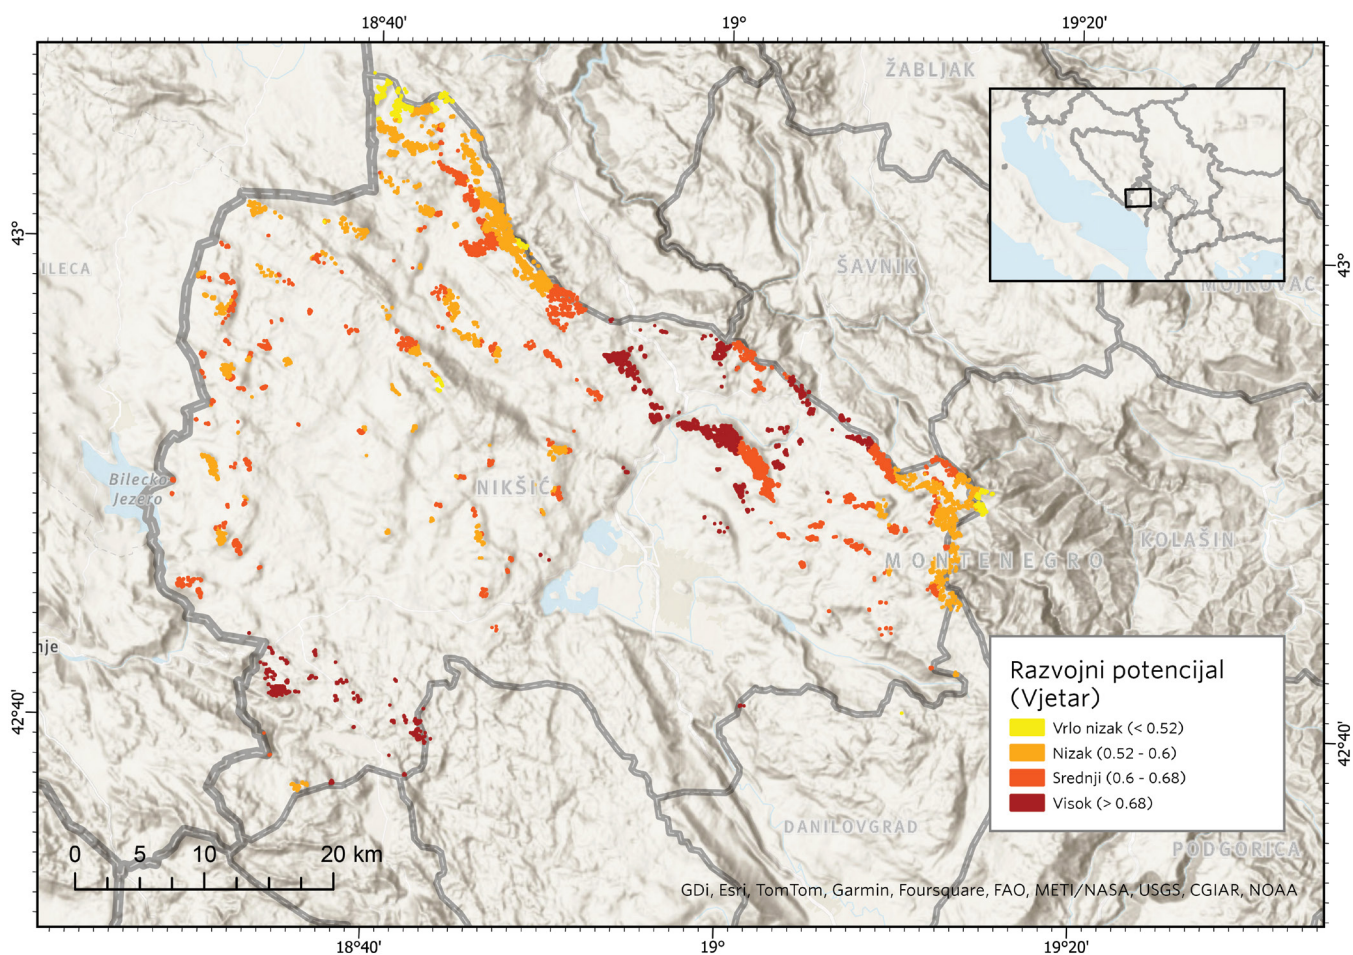 18°40'
19°
19°20'
ŽABLJAK
43°
43°
ILECA
ŠAVNIK
MOJKOVAC
Bilecko
Jezero
NIKŠIĆ
KOLAŠIN
MONTENEGRO
nje
Razvojni potencijal
(Vjetar)
Vrlo nizak (< 0.52)
Nizak (0.52 - 0.6)
Srednji (0.6 - 0.68)
Visok (> 0.68)
42°40'
42°40'
DANILOVGRAD
PODGORICA
0 5 10 20 km
GDi, Esri, TomTom, Garmin, Foursquare, FAO, METI/NASA, USGS, CGIAR, NOAA
18°40'
19°
19°20'